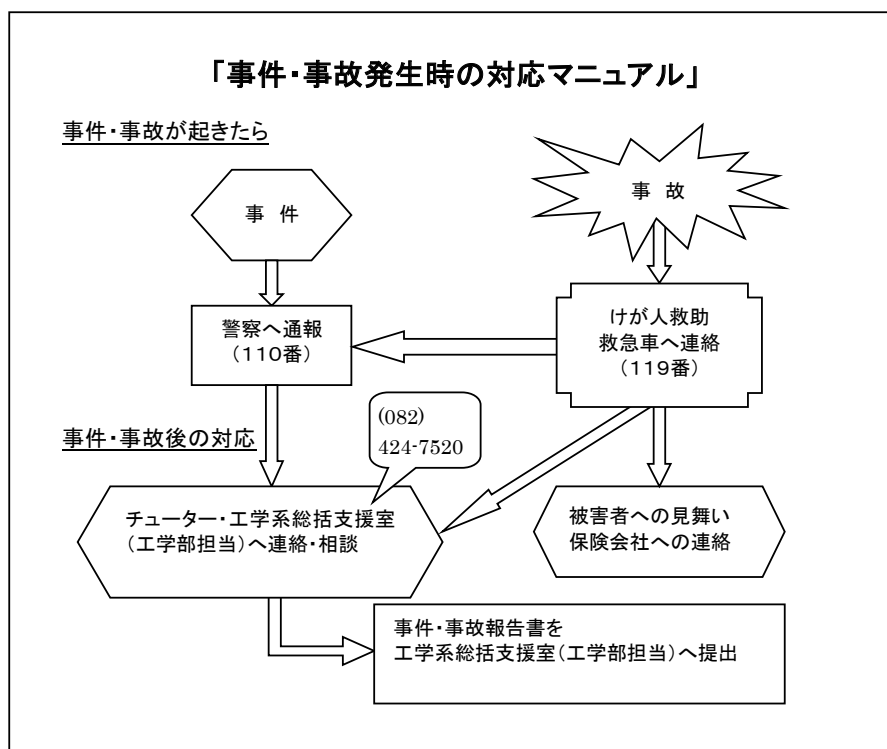 「事件・事故発生時の対応マニュアル」
事件・事故が起きたら
事 件
事 故
警察へ通報
(110番)
けが人救助
救急車へ連絡
(119番)
事件・事故後の対応
(082)
424-7520
チューター・工学系総括支援室
(工学部担当)へ連絡・相談
被害者への見舞い
保険会社への連絡
事件・事故報告書を
工学系総括支援室(工学部担当)へ提出